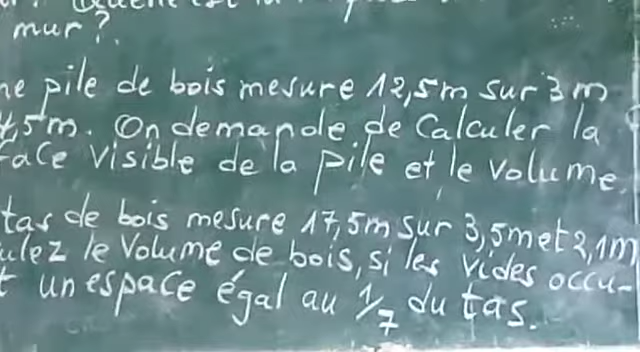 mur?
pile de bois mesure 12,5m sur 3m
5m. On demande de Calculer la
face visible de la pile et le volume.
tas de bois mesure 17,5m sur 3,5m et 2,1m
ulez le Volume de bois, si les vides occu-
t un espace égal au 1/7 du tas.